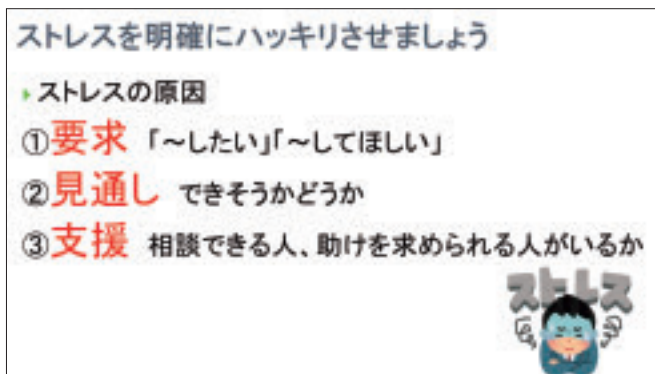 ストレスを明確にハッキリさせましょう
ストレスの原因
①要求 「~したい」「~してほしい」
②見通し できそうかどうか
③支援 相談できる人、助けを求められる人がいるか
ストレス